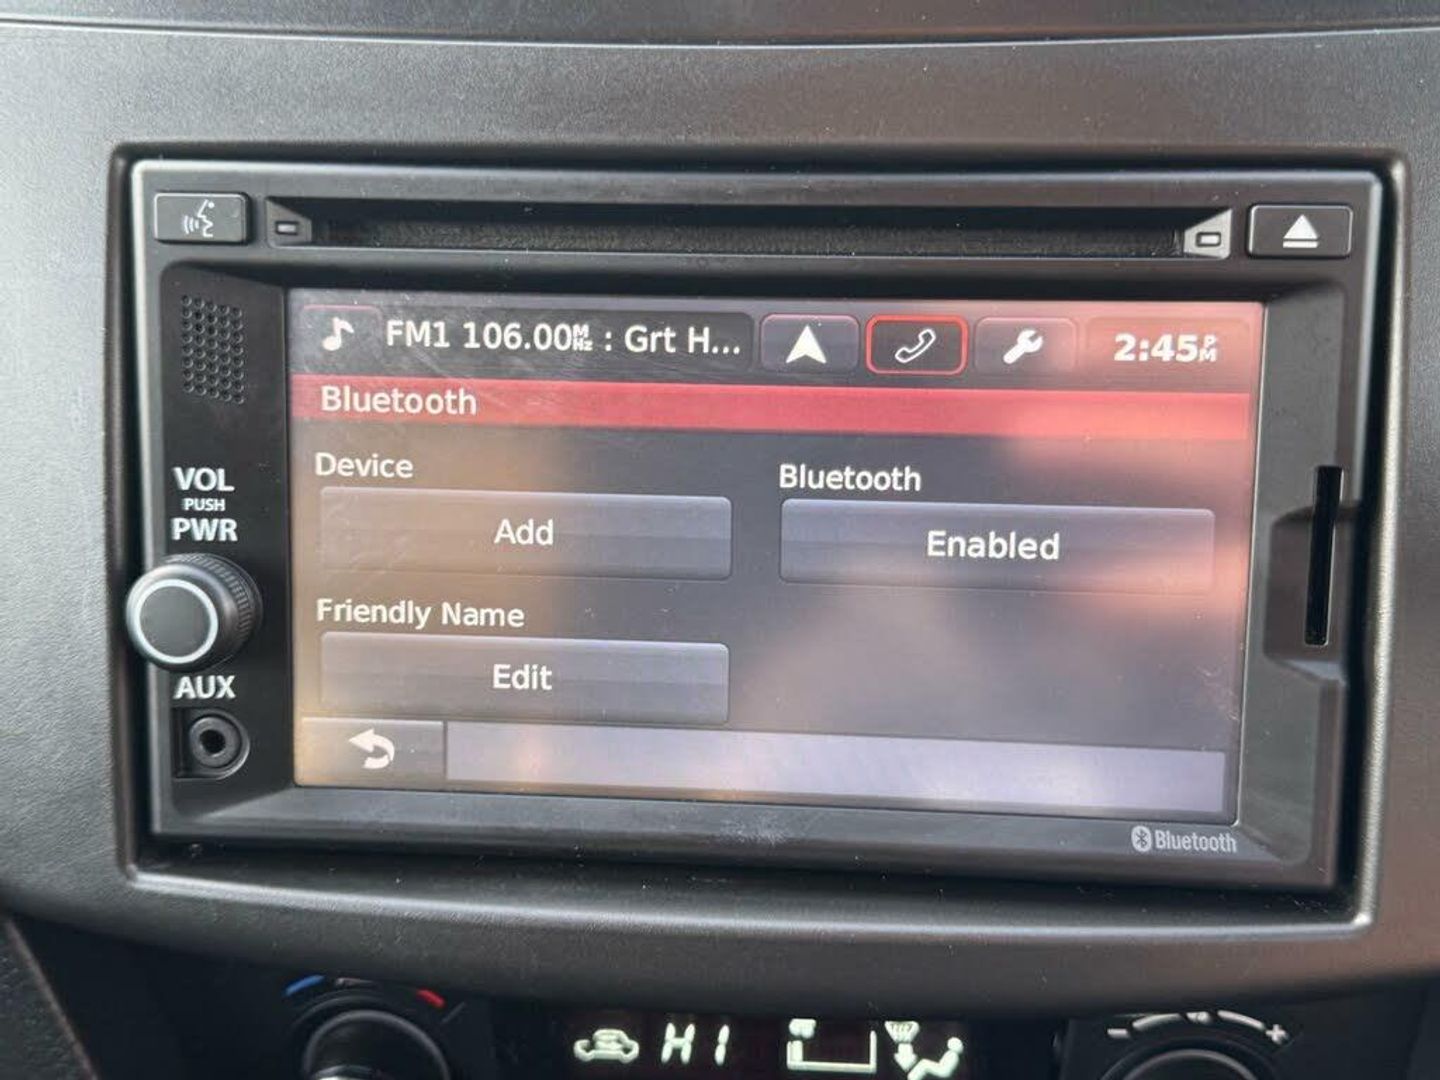 FM1 106.00MHz : Grt H...
2:45PM
Bluetooth
Device
Bluetooth
Add
Enabled
VOL
PUSH
PWR
Friendly Name
Edit
AUX
Bluetooth
HI